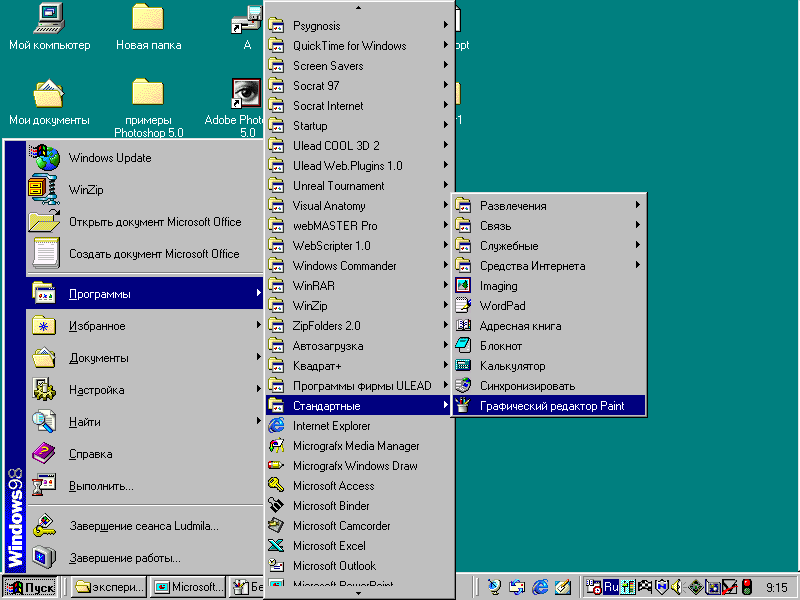 Мой компьютер
Новая папка
А
Мои документы
примеры
Photoshop 5.0
Adobe Photo
5.0
Windows98
Windows Update
WinZip
Открыть документ Microsoft Office
Создать документ Microsoft Office
Программы
Избранное
Документы
Настройка
Найти
Справка
Выполнить...
Завершение сеанса Ludmila...
Завершение работы...
Psygnosis
QuickTime for Windows
Screen Savers
Socrat 97
Socrat Internet
Startup
Ulead COOL 3D 2
Ulead Web.Plugins 1.0
Unreal Tournament
Visual Anatomy
webMASTER Pro
WebScripter 1.0
Windows Commander
WinRAR
WinZip
ZipFolders 2.0
Автозагрузка
Квадрат+
Программы фирмы ULEAD
Стандартные
Internet Explorer
Micrografx Media Manager
Micrografx Windows Draw
Microsoft Access
Microsoft Binder
Microsoft Camcorder
Microsoft Excel
Microsoft Outlook
Microsoft PowerPoint
Развлечения
Связь
Служебные
Средства Интернета
Imaging
WordPad
Адресная книга
Блокнот
Калькулятор
Синхронизировать
Графический редактор Paint
Пуск
экспери...
Microsoft...
Ru
9:15